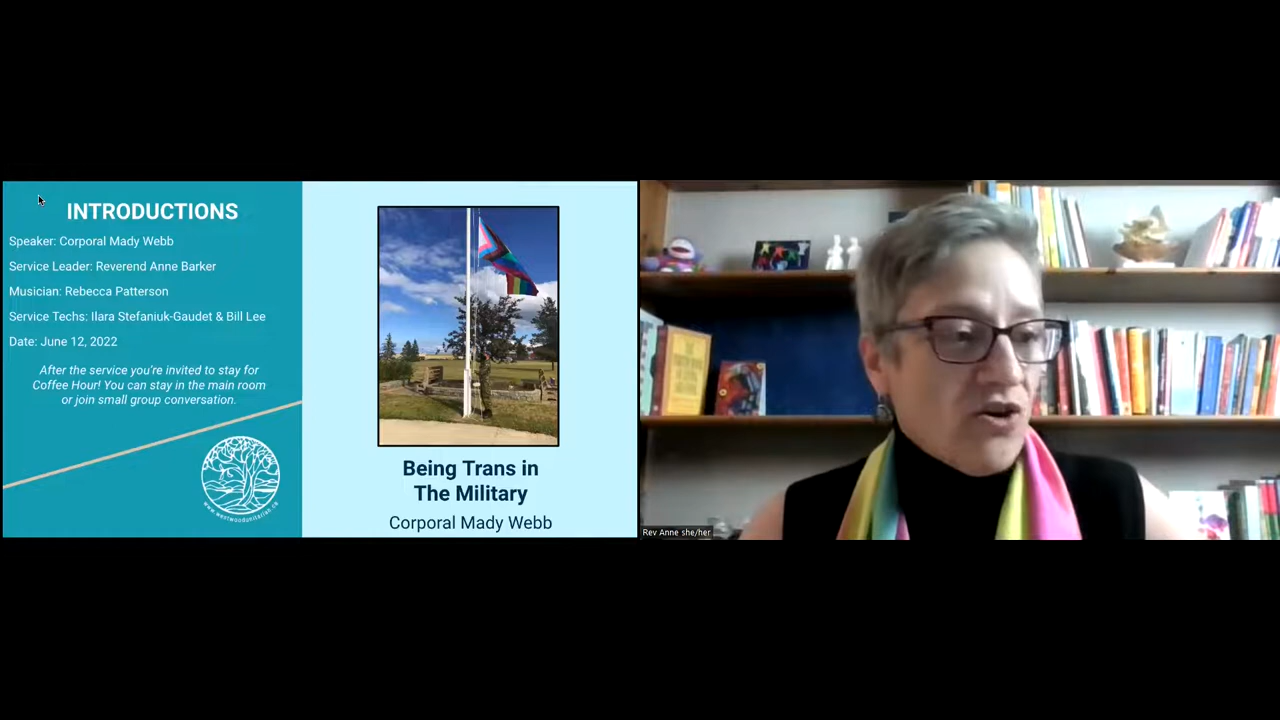 INTRODUCTIONS
Speaker: Corporal Mady Webb
Service Leader: Reverend Anne Barker
Musician: Rebecca Patterson
Service Techs: Ilara Stefaniuk-Gaudet & Bill Lee
Date: June 12, 2022
After the service you're invited to stay for
Coffee Hour! You can stay in the main room
or join small group conversation.
www.westwoodunitarian.ca
Being Trans in
The Military
Corporal Mady Webb
Rev Anne she/her